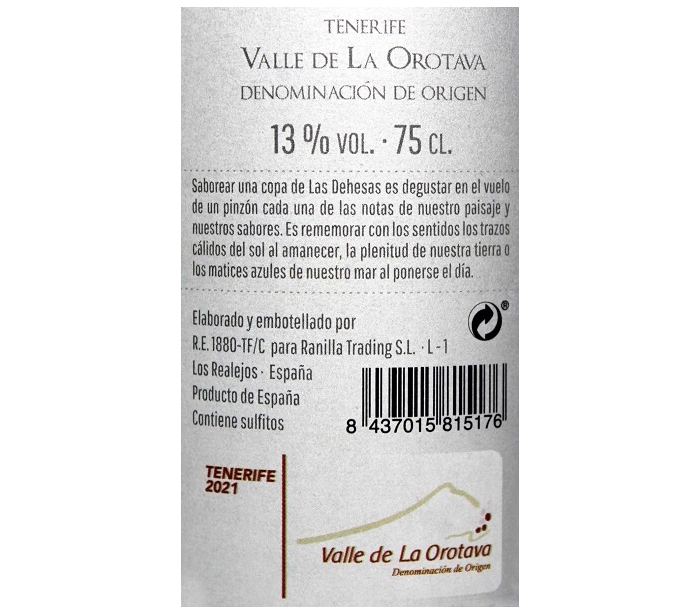 TENERIFE
VALLE DE LA OROTAVA
DENOMINACIÓN DE ORIGEN
13 % VOL. · 75 CL.
Saborear una copa de Las Dehesas es degustar en el vuelo
de un pinzón cada una de las notas de nuestro paisaje y
nuestros sabores. Es rememorar con los sentidos los trazos
cálidos del sol al amanecer, la plenitud de nuestra tierra o
los matices azules de nuestro mar al ponerse el día.
Elaborado y embotellado por
R.E. 1880-TF/C para Ranilla Trading S.L. · L - 1
Los Realejos · España
Producto de España
Contiene sulfitos
®
8 437015 815176
TENERIFE
2021
Valle de La Orotava
Denominación de Origen